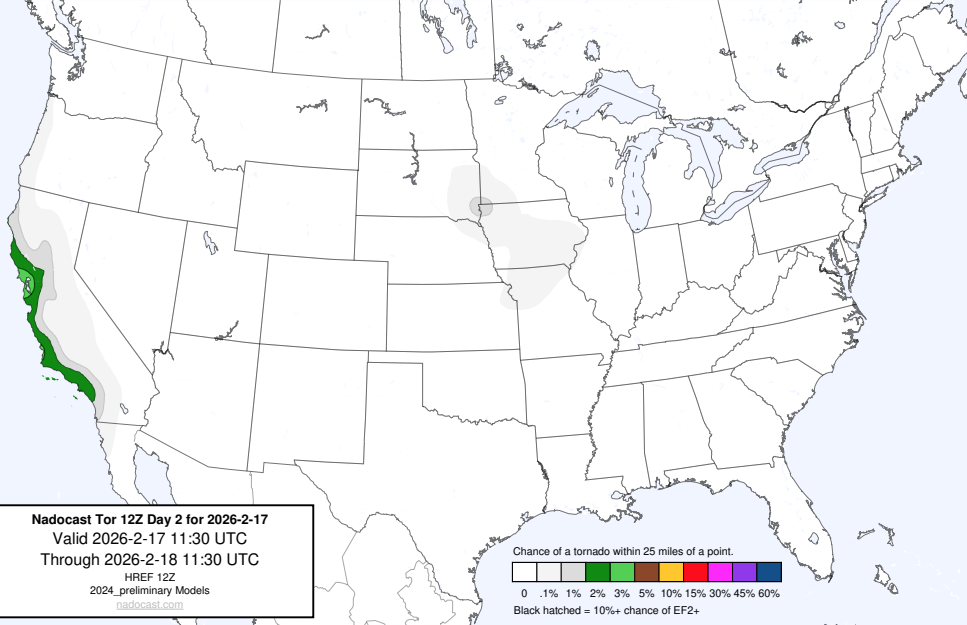 Nadocast Tor 12Z Day 2 for 2026-2-17
Valid 2026-2-17 11:30 UTC
Through 2026-2-18 11:30 UTC
HREF 12Z
2024_preliminary Models
nadocast.com
Chance of a tornado within 25 miles of a point.
0 .1% 1% 2% 3% 5% 10% 15% 30% 45% 60%
Black hatched = 10%+ chance of EF2+